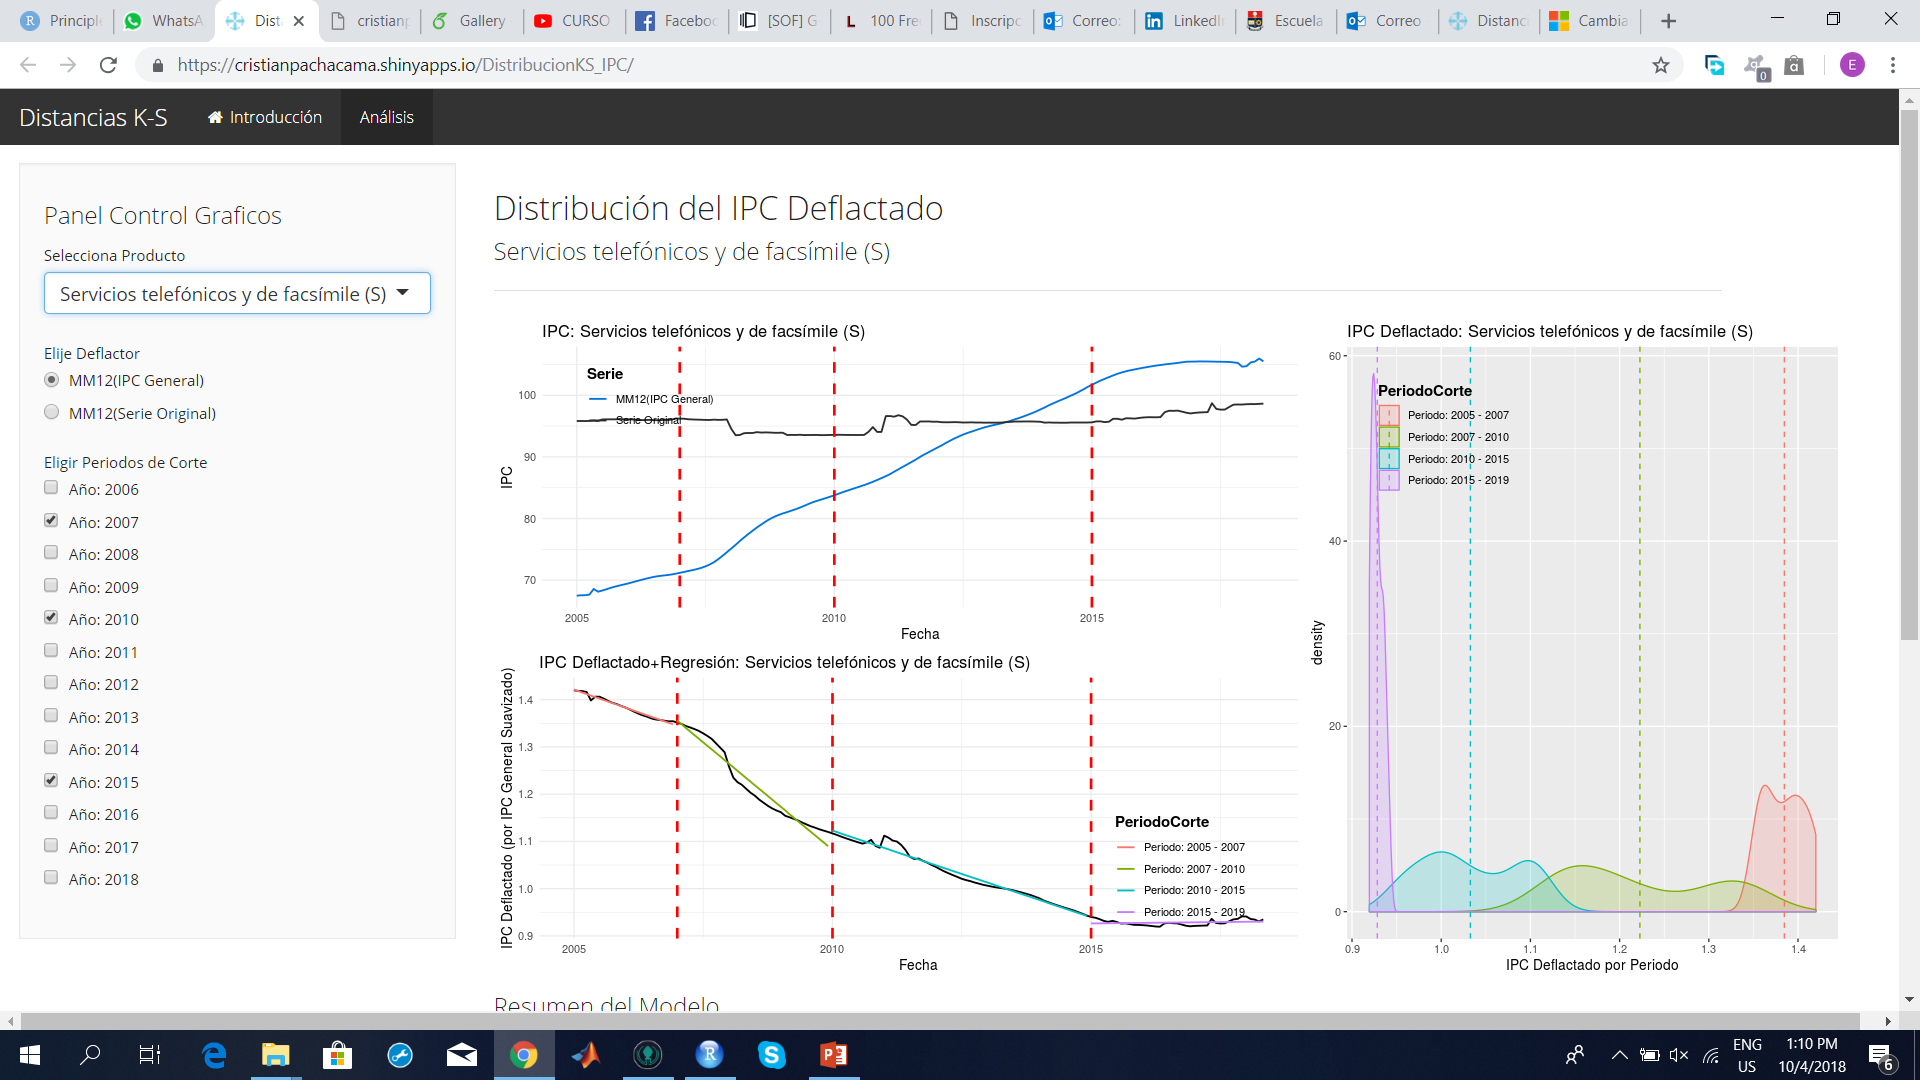 Principl
WhatsA
Dist
cristianp
Gallery
CURSO
Faceboo
[SOF] G
100 Fre
Inscripc
Correo:
LinkedI
Escuela
Correo
Distanc
Cambia
https://cristianpachacama.shinyapps.io/DistribucionKS_IPC/
0
a
E
Distancias K-S
Introducción
Análisis
Panel Control Graficos
Selecciona Producto
Servicios telefónicos y de facsímile (S)
Elije Deflactor
MM12(IPC General)
MM12(Serie Original)
Eligir Periodos de Corte
Año: 2006
Año: 2007
Año: 2008
Año: 2009
Año: 2010
Año: 2011
Año: 2012
Año: 2013
Año: 2014
Año: 2015
Año: 2016
Año: 2017
Año: 2018
Distribución del IPC Deflactado
Servicios telefónicos y de facsímile (S)
IPC: Servicios telefónicos y de facsímile (S)
Serie
MM12(IPC General)
Serie Original
IPC
100
90
80
70
2005
2010
2015
Fecha
IPC Deflactado+Regresión: Servicios telefónicos y de facsímile (S)
IPC Deflactado (por IPC General Suavizado)
1.4
1.3
1.2
1.1
1.0
0.9
PeriodoCorte
Periodo: 2005 - 2007
Periodo: 2007 - 2010
Periodo: 2010 - 2015
Periodo: 2015 - 2019
2005
2010
2015
Fecha
IPC Deflactado: Servicios telefónicos y de facsímile (S)
PeriodoCorte
Periodo: 2005 - 2007
Periodo: 2007 - 2010
Periodo: 2010 - 2015
Periodo: 2015 - 2019
density
60
40
20
0
0.9
1.0
1.1
1.2
1.3
1.4
IPC Deflactado por Periodo
Resumen del Modelo
ENG
US
1:10 PM
10/4/2018
6